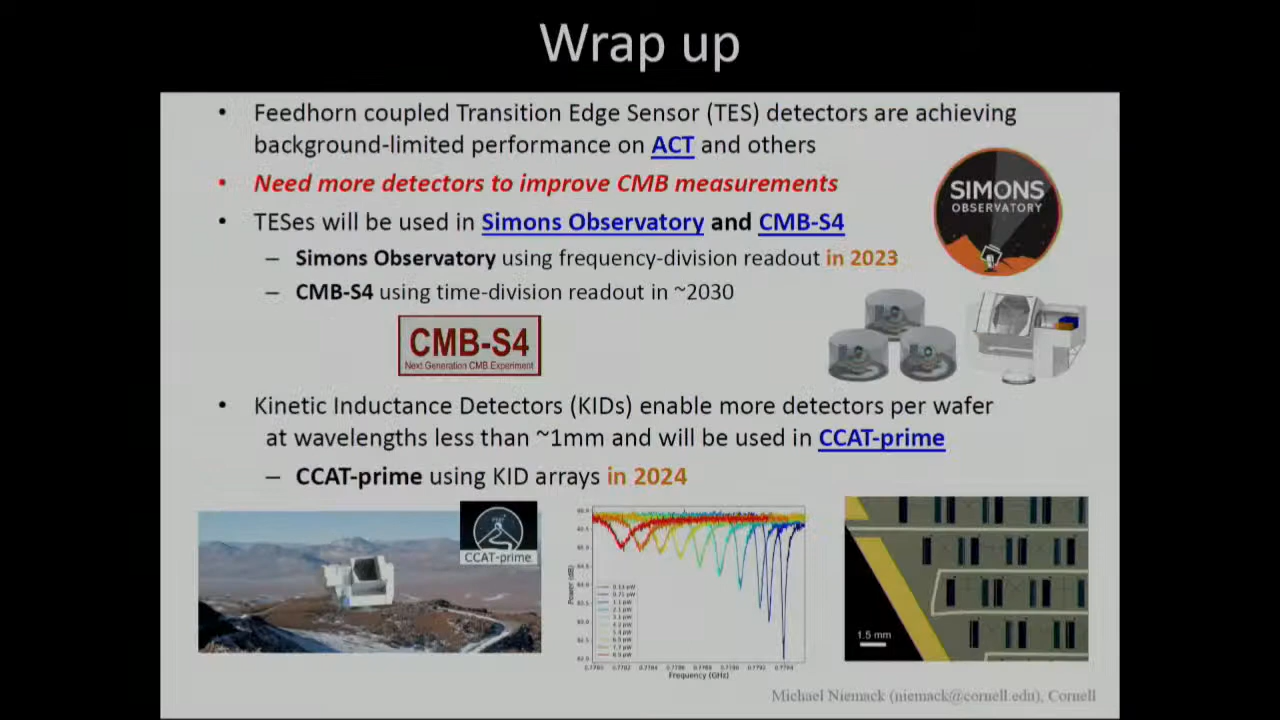 Wrap up
• Feedhorn coupled Transition Edge Sensor (TES) detectors are achieving
background-limited performance on ACT and others
• Need more detectors to improve CMB measurements
• TESes will be used in Simons Observatory and CMB-S4
– Simons Observatory using frequency-division readout in 2023
– CMB-S4 using time-division readout in ~2030
SIMONS
OBSERVATORY
CMB-S4
Next Generation CMB Experiment
• Kinetic Inductance Detectors (KIDs) enable more detectors per wafer
at wavelengths less than ~1mm and will be used in CCAT-prime
– CCAT-prime using KID arrays in 2024
CCAT-prime
Power (dB)
Frequency (GHz)
1.5 mm
Michael Niemack (niemack@cornell.edu), Cornell